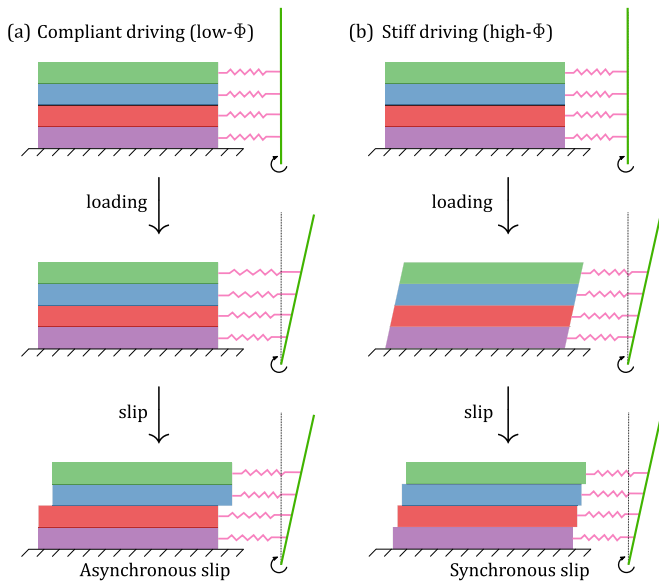 (a) Compliant driving (low-Φ)
(b) Stiff driving (high-Φ)
loading
loading
slip
slip
Asynchronous slip
Synchronous slip